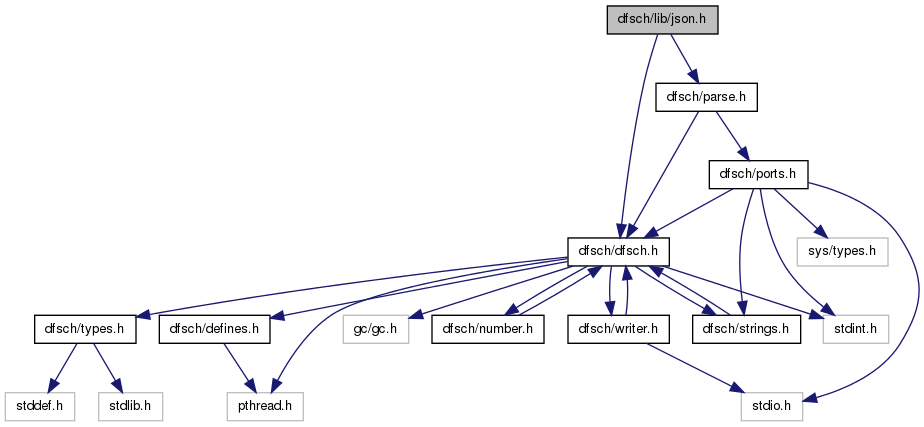 dfsch/lib/json.h
dfsch/parse.h
dfsch/ports.h
dfsch/dfsch.h
sys/types.h
dfsch/types.h
dfsch/defines.h
gc/gc.h
dfsch/number.h
dfsch/writer.h
dfsch/strings.h
stdint.h
stddef.h
stdlib.h
pthread.h
stdio.h